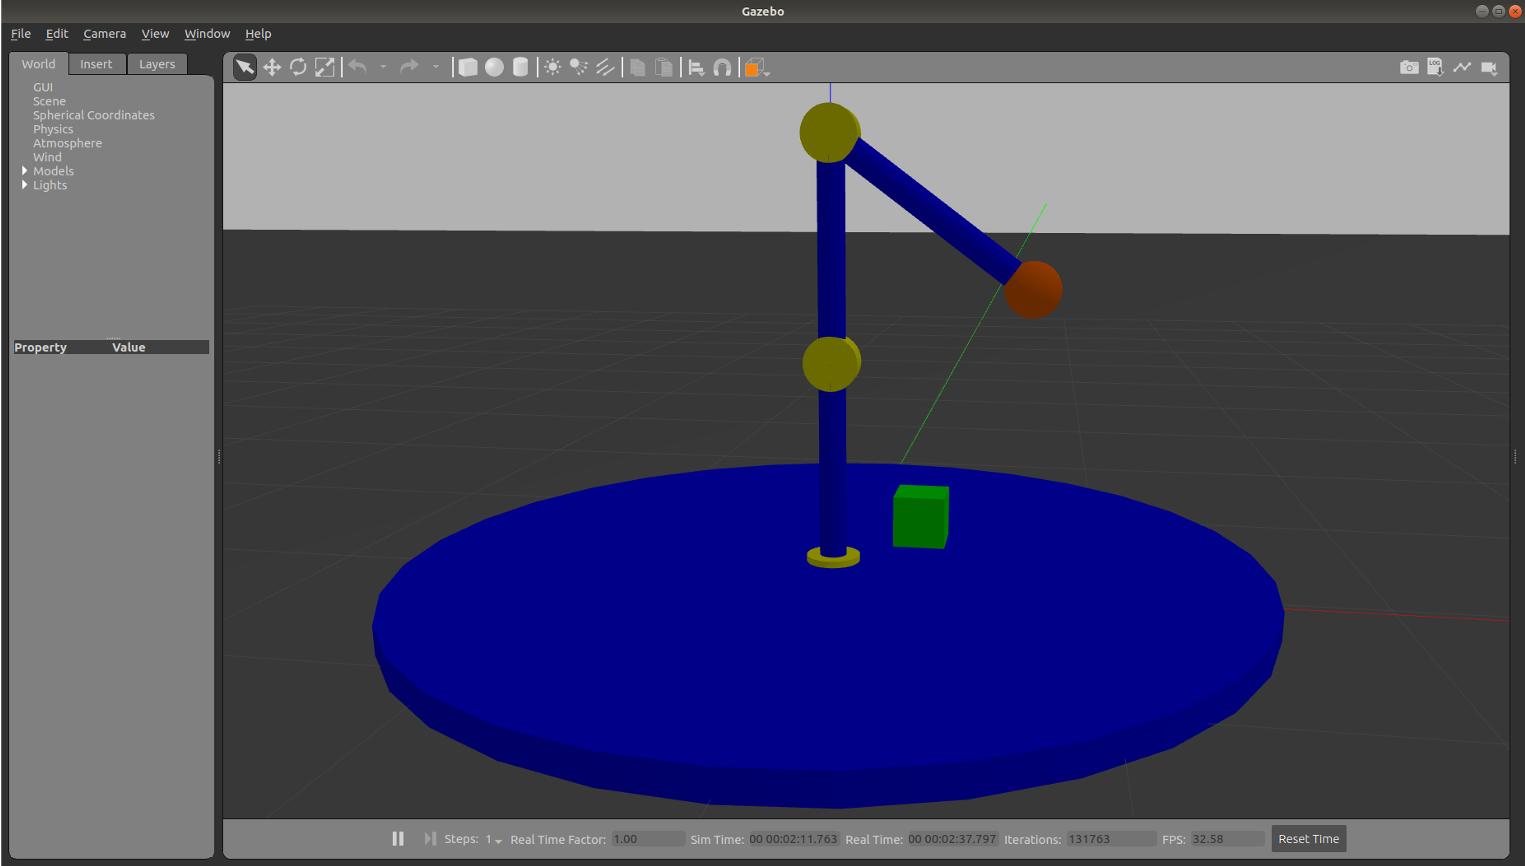 Gazebo
File Edit Camera View Window Help
World Insert Layers
GUI
Scene
Spherical Coordinates
Physics
Atmosphere
Wind
Models
Lights
Property Value
LOG
Steps: 1 Real Time Factor: 1.00 Sim Time: 00 00:02:11.763 Real Time: 00 00:02:37.797 Iterations: 131763 FPS: 32.58 Reset Time